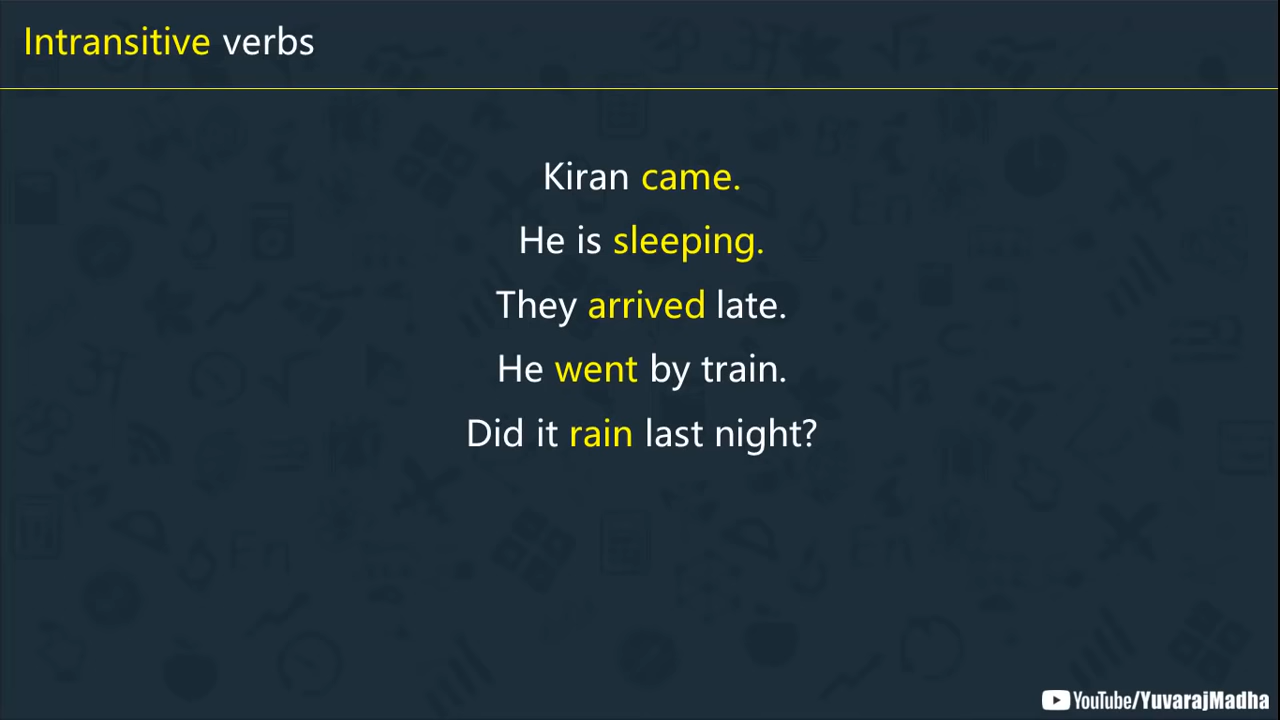 Intransitive verbs
Kiran came.
He is sleeping.
They arrived late.
He went by train.
Did it rain last night?
YouTube/YuvarajMadha